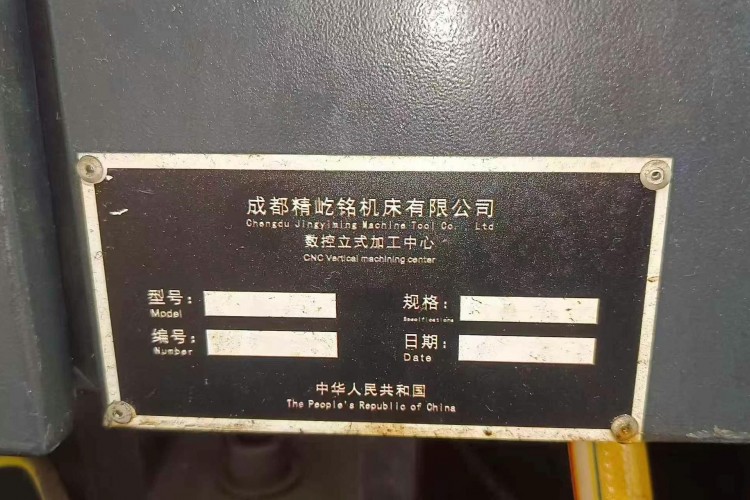 成都精屹铭机床有限公司
Chengdu Jingyiming Machine Tool Co. Ltd
数控立式加工中心
CNC Vertical machining center
型号: 规格:
Model Specifications
编号: 日期:
Number Date
中华人民共和国
The People's Republic of China